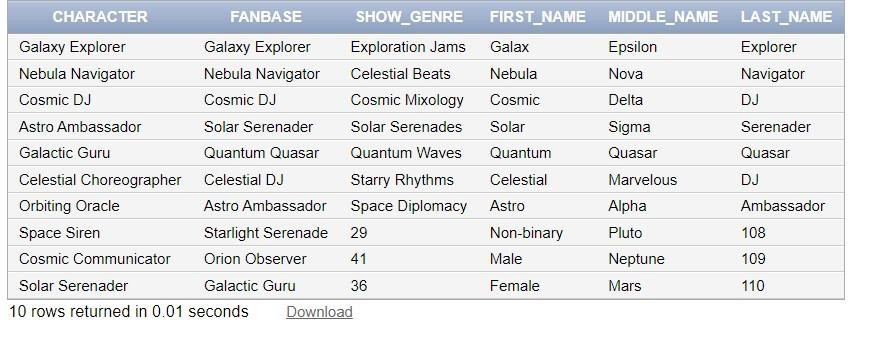 CHARACTER FANBASE SHOW_GENRE FIRST_NAME MIDDLE_NAME LAST_NAME
Galaxy Explorer Galaxy Explorer Exploration Jams Galax Epsilon Explorer
Nebula Navigator Nebula Navigator Celestial Beats Nebula Nova Navigator
Cosmic DJ Cosmic DJ Cosmic Mixology Cosmic Delta DJ
Astro Ambassador Solar Serenader Solar Serenades Solar Sigma Serenader
Galactic Guru Quantum Quasar Quantum Waves Quantum Quasar Quasar
Celestial Choreographer Celestial DJ Starry Rhythms Celestial Marvelous DJ
Orbiting Oracle Astro Ambassador Space Diplomacy Astro Alpha Ambassador
Space Siren Starlight Serenade 29 Non-binary Pluto 108
Cosmic Communicator Orion Observer 41 Male Neptune 109
Solar Serenader Galactic Guru 36 Female Mars 110
10 rows returned in 0.01 seconds Download